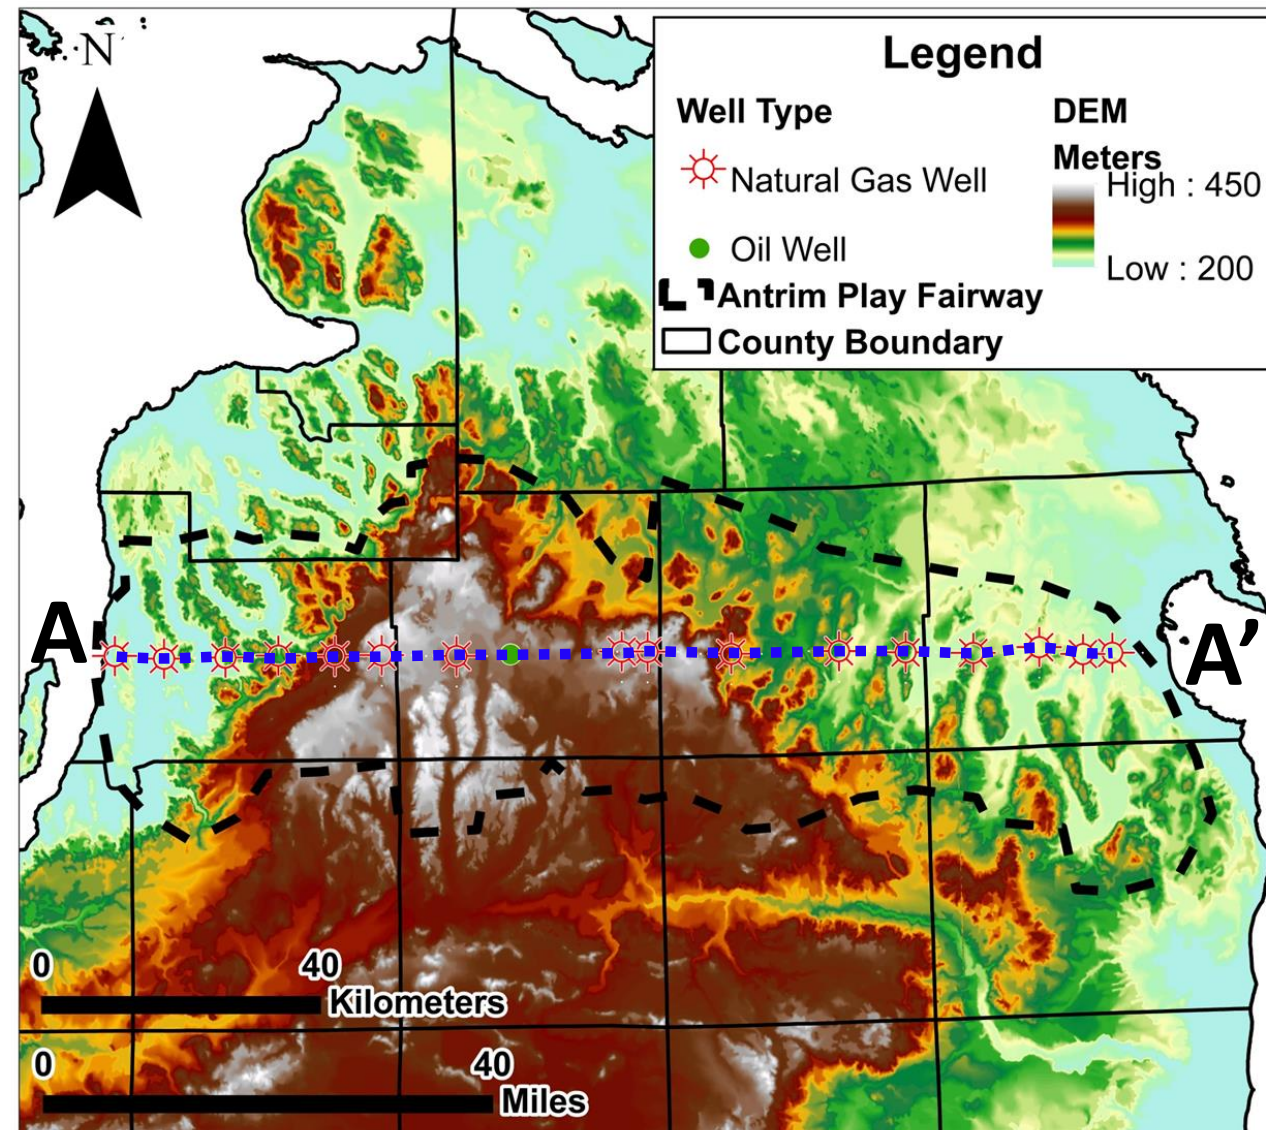 N
Legend
Well Type
Natural Gas Well
Oil Well
Antrim Play Fairway
County Boundary
DEM
Meters
High : 450
Low : 200
A
A’
0 40
Kilometers
0 40
Miles